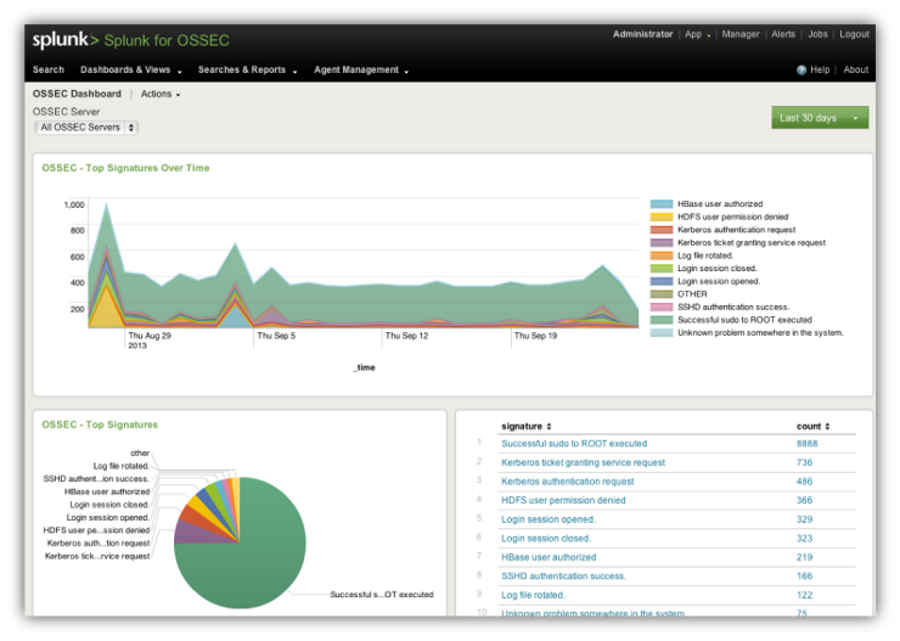 splunk> Splunk for OSSEC
Administrator | App | Manager | Alerts | Jobs | Logout
Search Dashboards & Views Searches & Reports Agent Management
? Help | About
OSSEC Dashboard | Actions
OSSEC Server
All OSSEC Servers
Last 30 days
OSSEC - Top Signatures Over Time
1,000
800
600
400
200
Thu Aug 29
2013
Thu Sep 5
Thu Sep 12
Thu Sep 19
_time
HBase user authorized
HDFS user permission denied
Kerberos authentication request
Kerberos ticket granting service request
Log file rotated.
Login session closed.
Login session opened.
OTHER
SSHD authentication success.
Successful sudo to ROOT executed
Unknown problem somewhere in the system.
OSSEC - Top Signatures
other
Log file rotated.
SSHD authent...ion success.
HBase user authorized
Login session closed.
Login session opened.
HDFS user pe...ssion denied
Kerberos auth...tion request
Kerberos tick...rvice request
Successful s...OT executed
signature count
1 Successful sudo to ROOT executed 8888
2 Kerberos ticket granting service request 736
3 Kerberos authentication request 486
4 HDFS user permission denied 366
5 Login session opened. 329
6 Login session closed. 323
7 HBase user authorized 219
8 SSHD authentication success. 166
9 Log file rotated. 122
10 Unknown problem somewhere in the system. 75